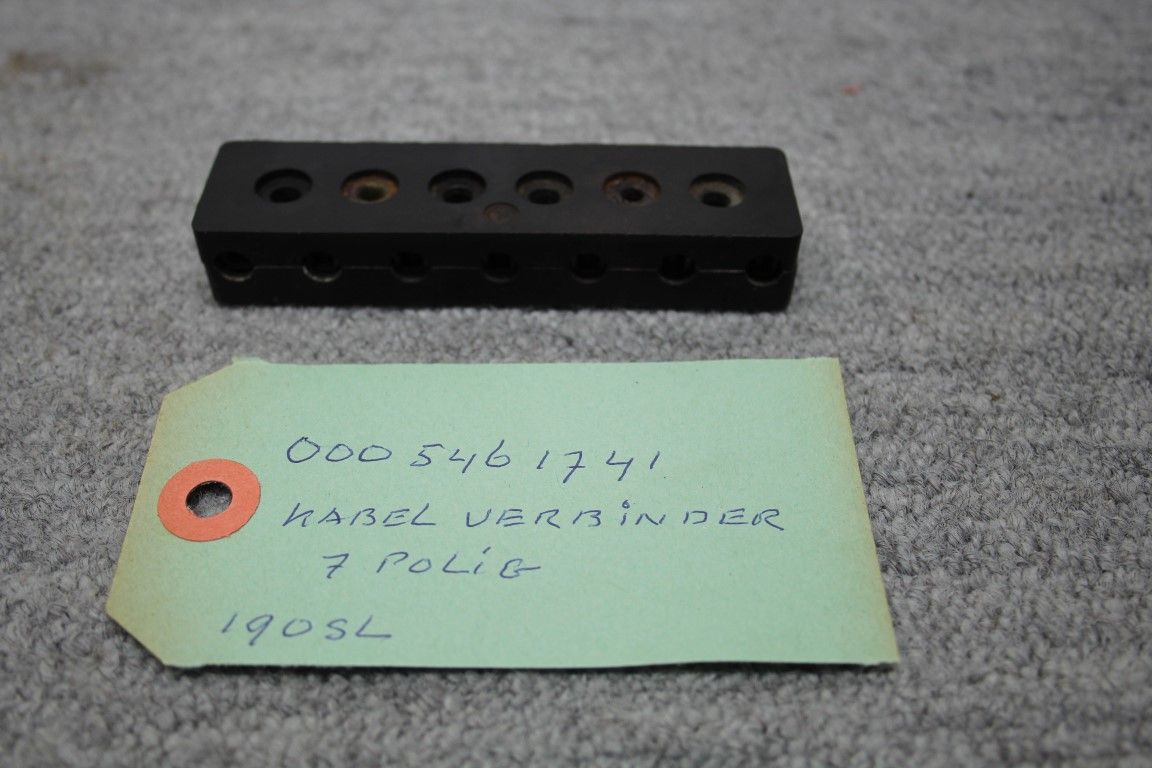 000 546 17 41
KABEL VERBiNDER
7 POLiG
190SL